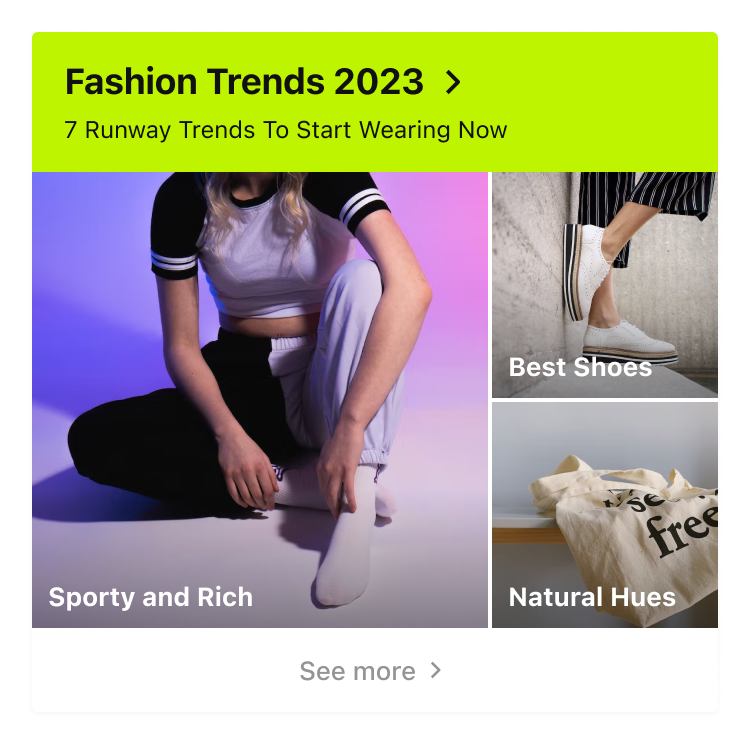 Fashion Trends 2023
7 Runway Trends To Start Wearing Now
Sporty and Rich
Best Shoes
free
Natural Hues
See more